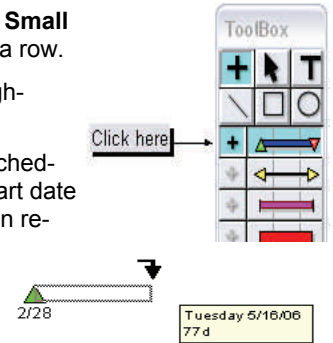 Small
a row.
gh-
ched-
art date
n re-
ToolBox
T
Click here
2/28
Tuesday 5/16/06
77d